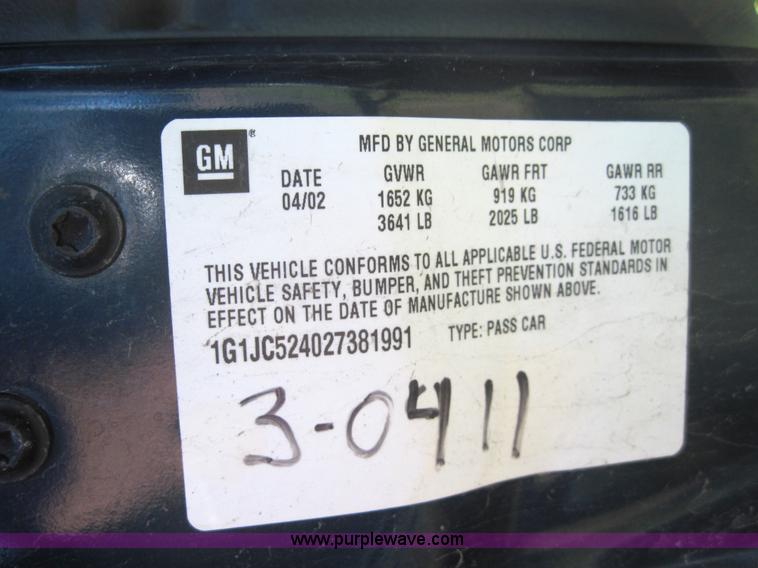 GM ®
MFD BY GENERAL MOTORS CORP
DATE GVWR GAWR FRT GAWR RR
04/02 1652 KG 919 KG 733 KG
3641 LB 2025 LB 1616 LB
THIS VEHICLE CONFORMS TO ALL APPLICABLE U.S. FEDERAL MOTOR
VEHICLE SAFETY, BUMPER, AND THEFT PREVENTION STANDARDS IN
EFFECT ON THE DATE OF MANUFACTURE SHOWN ABOVE.
1G1JC524027381991 TYPE: PASS CAR
3-0411
www.purplewave.com